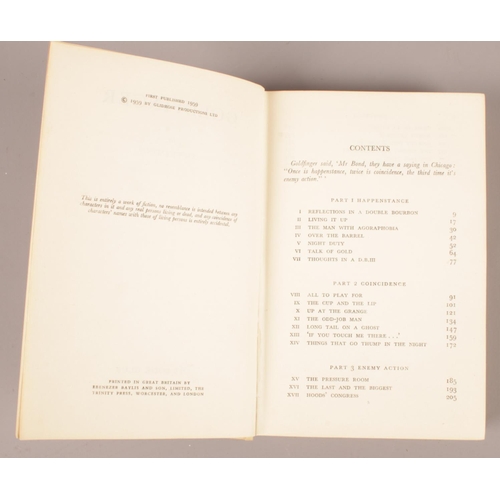 FIRST PUBLISHED 1959
© 1959 BY GLIDROSE PRODUCTIONS LTD
This is entirely a work of fiction, no resemblance is intended between any
characters in it and any real persons living or dead, and any coincidence of
characters' names with those of living persons is entirely accidental.
PRINTED IN GREAT BRITAIN BY
EBENEZER BAYLIS AND SON, LIMITED, THE
TRINITY PRESS, WORCESTER, AND LONDON
CONTENTS
Goldfinger said, 'Mr Bond, they have a saying in Chicago:
"Once is happenstance, twice is coincidence, the third time it's
enemy action." '
PART 1 HAPPENSTANCE
I REFLECTIONS IN A DOUBLE BOURBON 9
II LIVING IT UP 17
III THE MAN WITH AGORAPHOBIA 30
IV OVER THE BARREL 42
V NIGHT DUTY 52
VI TALK OF GOLD 64
VII THOUGHTS IN A D.B.III 77
PART 2 COINCIDENCE
VIII ALL TO PLAY FOR 91
IX THE CUP AND THE LIP 102
X UP AT THE GRANGE 121
XI THE ODD-JOB MAN 134
XII LONG TAIL ON A GHOST 147
XIII 'IF YOU TOUCH ME THERE . . .' 159
XIV THINGS THAT GO THUMP IN THE NIGHT 172
PART 3 ENEMY ACTION
XV THE PRESSURE ROOM 185
XVI THE LAST AND THE BIGGEST 193
XVII HOODS' CONGRESS 205